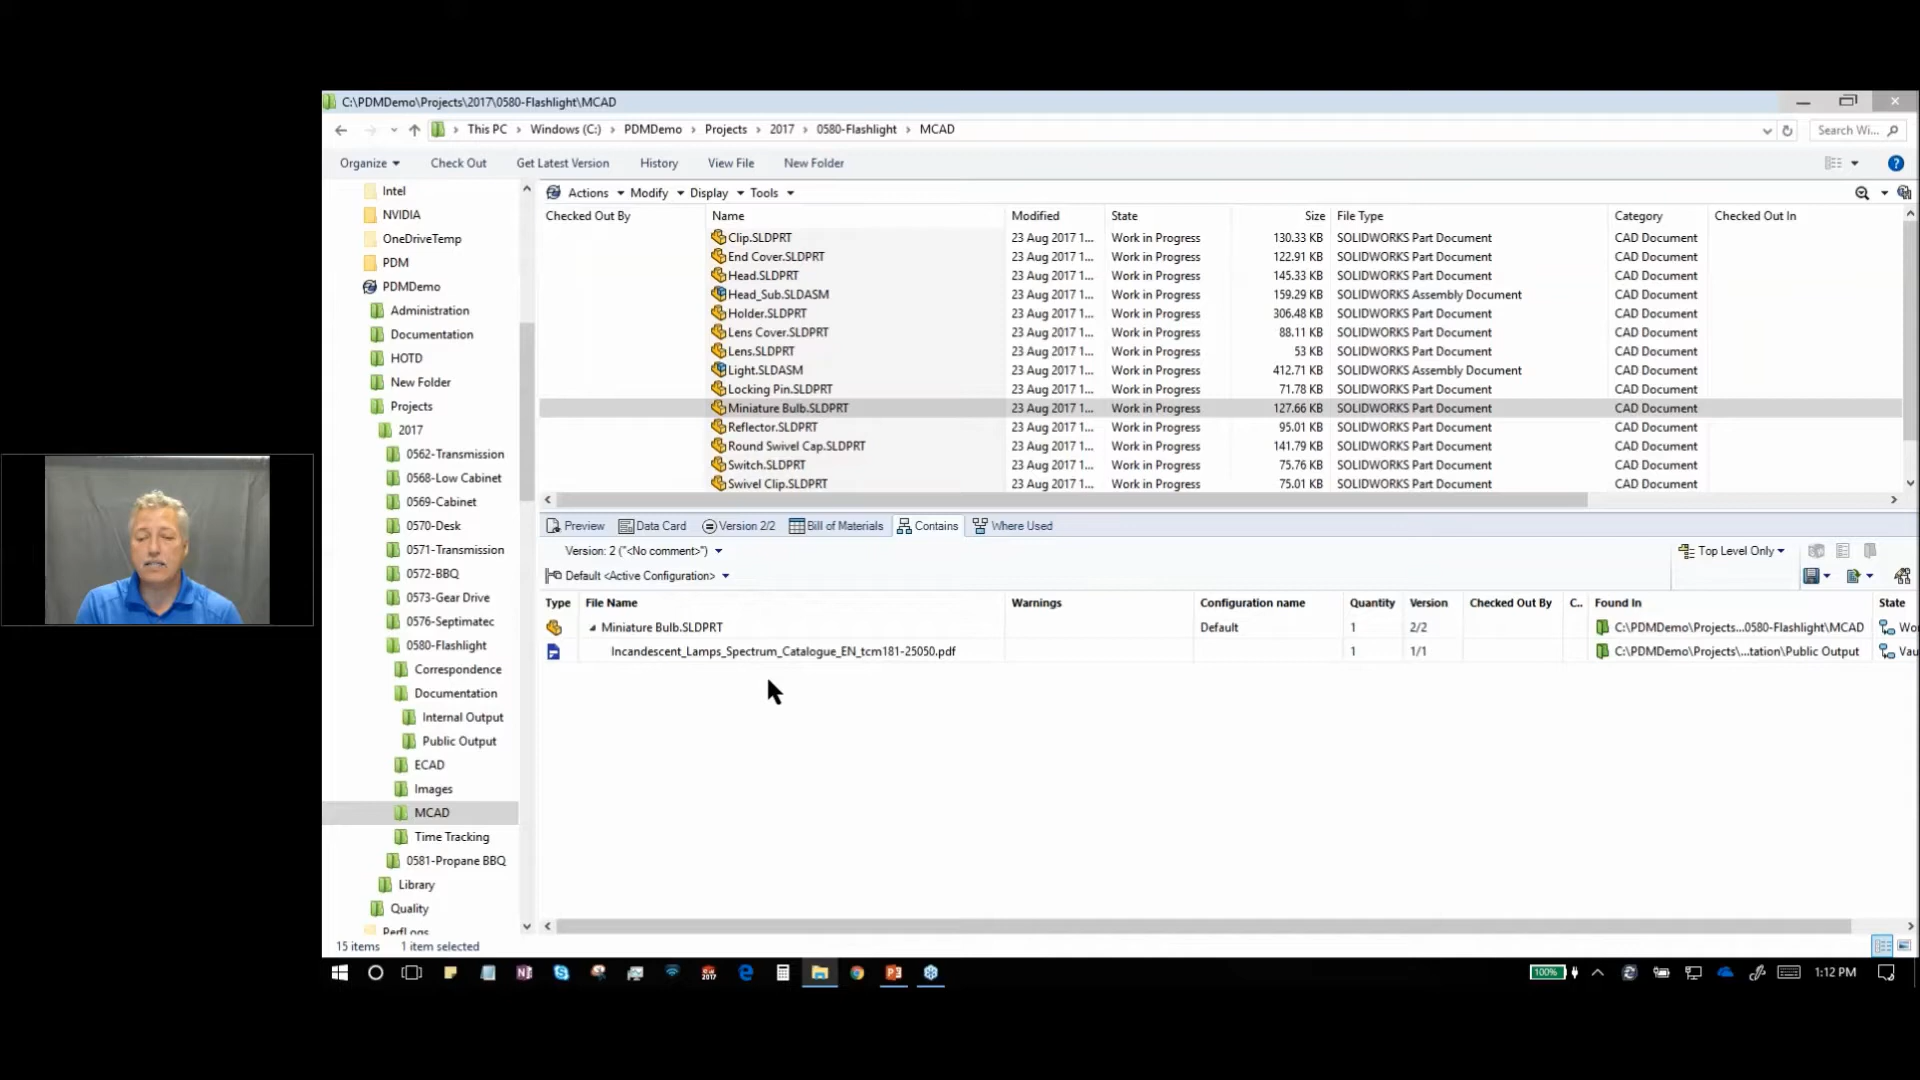 C:\PDMDemo\Projects\2017\0580-Flashlight\MCAD
This PC > Windows (C:) > PDMDemo > Projects > 2017 > 0580-Flashlight > MCAD
Search Wi...
Organize Check Out Get Latest Version History View File New Folder
Intel
NVIDIA
OneDriveTemp
PDM
PDMDemo
Administration
Documentation
HOTD
New Folder
Projects
2017
0562-Transmission
0568-Low Cabinet
0569-Cabinet
0570-Desk
0571-Transmission
0572-BBQ
0573-Gear Drive
0576-Septimatec
0580-Flashlight
Correspondence
Documentation
Internal Output
Public Output
ECAD
Images
MCAD
Time Tracking
0581-Propane BBQ
Library
Quality
PerfLogs
Actions Modify Display Tools
Checked Out By Name Modified State Size File Type Category Checked Out In
Clip.SLDPRT 23 Aug 2017 1... Work in Progress 130.33 KB SOLIDWORKS Part Document CAD Document
End Cover.SLDPRT 23 Aug 2017 1... Work in Progress 122.91 KB SOLIDWORKS Part Document CAD Document
Head.SLDPRT 23 Aug 2017 1... Work in Progress 145.33 KB SOLIDWORKS Part Document CAD Document
Head_Sub.SLDASM 23 Aug 2017 1... Work in Progress 159.29 KB SOLIDWORKS Assembly Document CAD Document
Holder.SLDPRT 23 Aug 2017 1... Work in Progress 306.48 KB SOLIDWORKS Part Document CAD Document
Lens Cover.SLDPRT 23 Aug 2017 1... Work in Progress 88.11 KB SOLIDWORKS Part Document CAD Document
Lens.SLDPRT 23 Aug 2017 1... Work in Progress 53 KB SOLIDWORKS Part Document CAD Document
Light.SLDASM 23 Aug 2017 1... Work in Progress 412.71 KB SOLIDWORKS Assembly Document CAD Document
Locking Pin.SLDPRT 23 Aug 2017 1... Work in Progress 71.78 KB SOLIDWORKS Part Document CAD Document
Miniature Bulb.SLDPRT 23 Aug 2017 1... Work in Progress 127.66 KB SOLIDWORKS Part Document CAD Document
Reflector.SLDPRT 23 Aug 2017 1... Work in Progress 95.01 KB SOLIDWORKS Part Document CAD Document
Round Swivel Cap.SLDPRT 23 Aug 2017 1... Work in Progress 141.79 KB SOLIDWORKS Part Document CAD Document
Switch.SLDPRT 23 Aug 2017 1... Work in Progress 75.76 KB SOLIDWORKS Part Document CAD Document
Swivel Clip.SLDPRT 23 Aug 2017 1... Work in Progress 75.01 KB SOLIDWORKS Part Document CAD Document
Preview Data Card Version 2/2 Bill of Materials Contains Where Used
Version: 2 ("<No comment>") Top Level Only
Default <Active Configuration>
Type File Name Warnings Configuration name Quantity Version Checked Out By C.. Found In State
Miniature Bulb.SLDPRT Default 1 2/2 C:\PDMDemo\Projects...0580-Flashlight\MCAD Wo
Incandescent_Lamps_Spectrum_Catalogue_EN_tcm181-25050.pdf 1 1/1 C:\PDMDemo\Projects\...tation\Public Output Vau
15 items 1 item selected
100% 1:12 PM